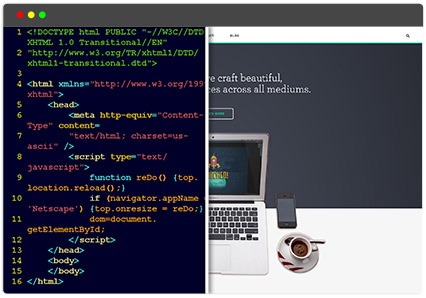 1 <!DOCTYPE html PUBLIC "-//W3C//DTD
2 XHTML 1.0 Transitional//EN"
"http://www.w3.org/TR/xhtml1/DTD/
3 xhtml1-transitional.dtd">
4 <html xmlns="http://www.w3.org/199
xhtml">
5 <head>
6 <meta http-equiv="Content-
Type" content=
7 "text/html; charset=us-
ascii" />
8 <script type="text/
javascript">
9 function reDo() {top.
location.reload();}
10 if (navigator.appName
'Netscape') {top.onresize = reDo;}
11 dom=document.
getElementById;
12 </script>
13 </head>
14 <body>
15 </body>
16 </html>
BLOG
e craft beautiful,
es across all mediums.